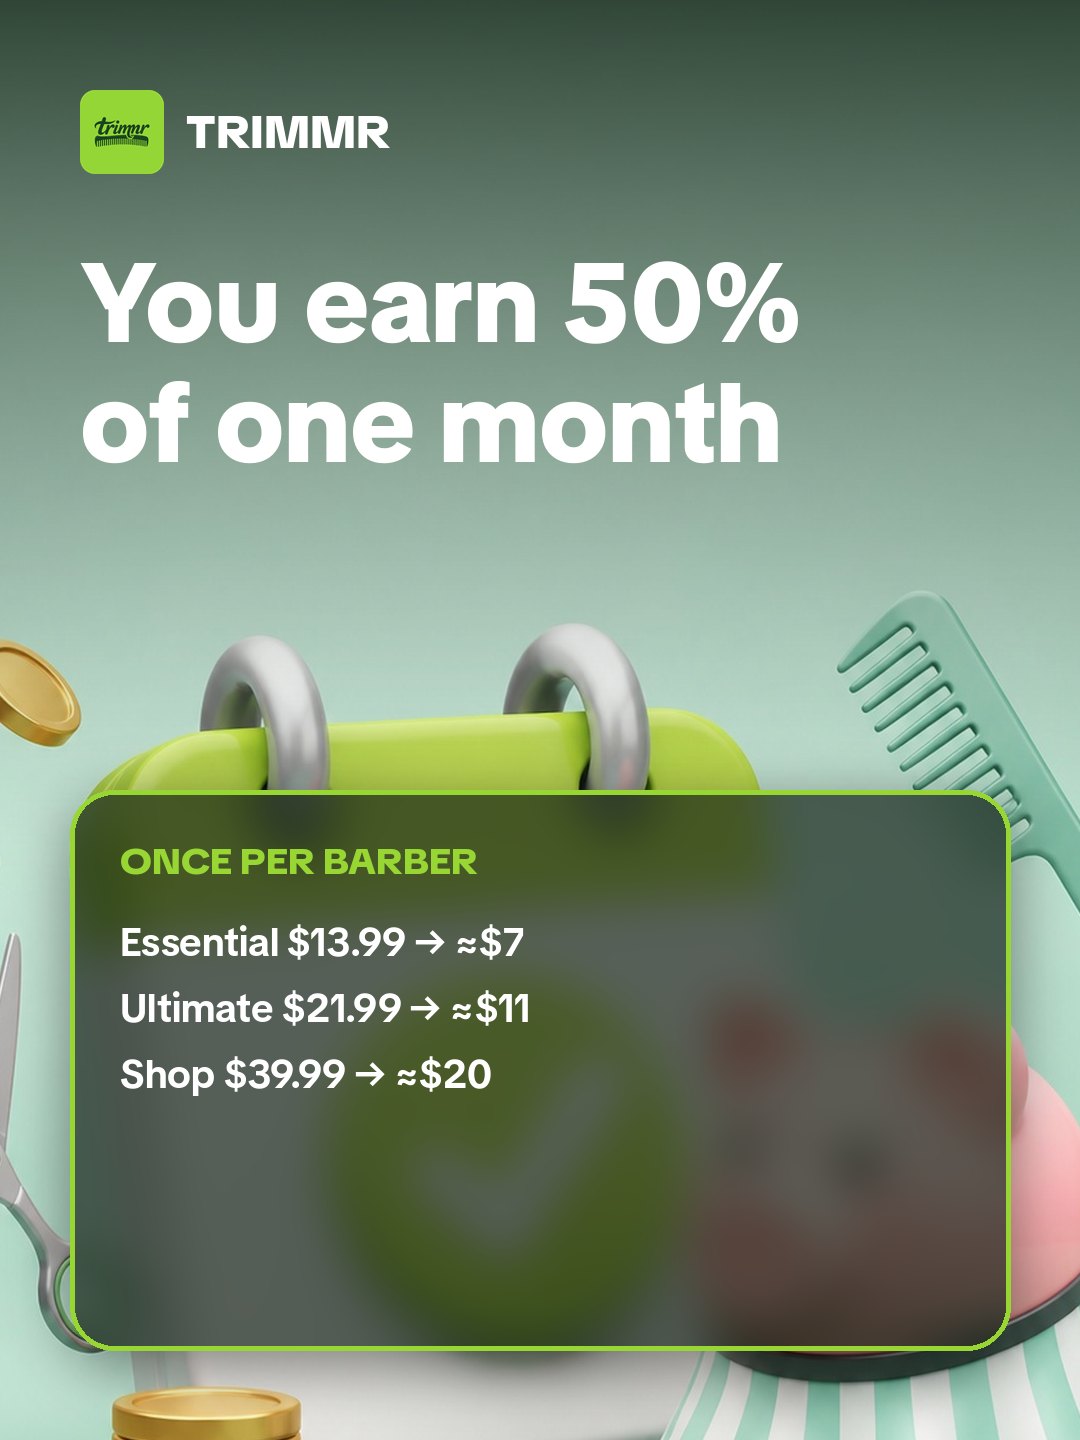 trimmr
TRIMMR
You earn 50%
of one month
ONCE PER BARBER
Essential $13.99 → ≈$7
Ultimate $21.99 → ≈$11
Shop $39.99 → ≈$20